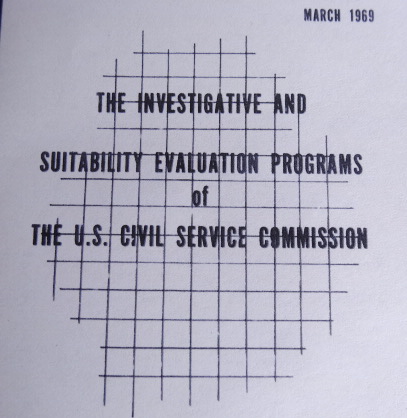 MARCH 1969
THE INVESTIGATIVE AND
SUITABILITY EVALUATION PROGRAMS
of
THE U.S. CIVIL SERVICE COMMISSION